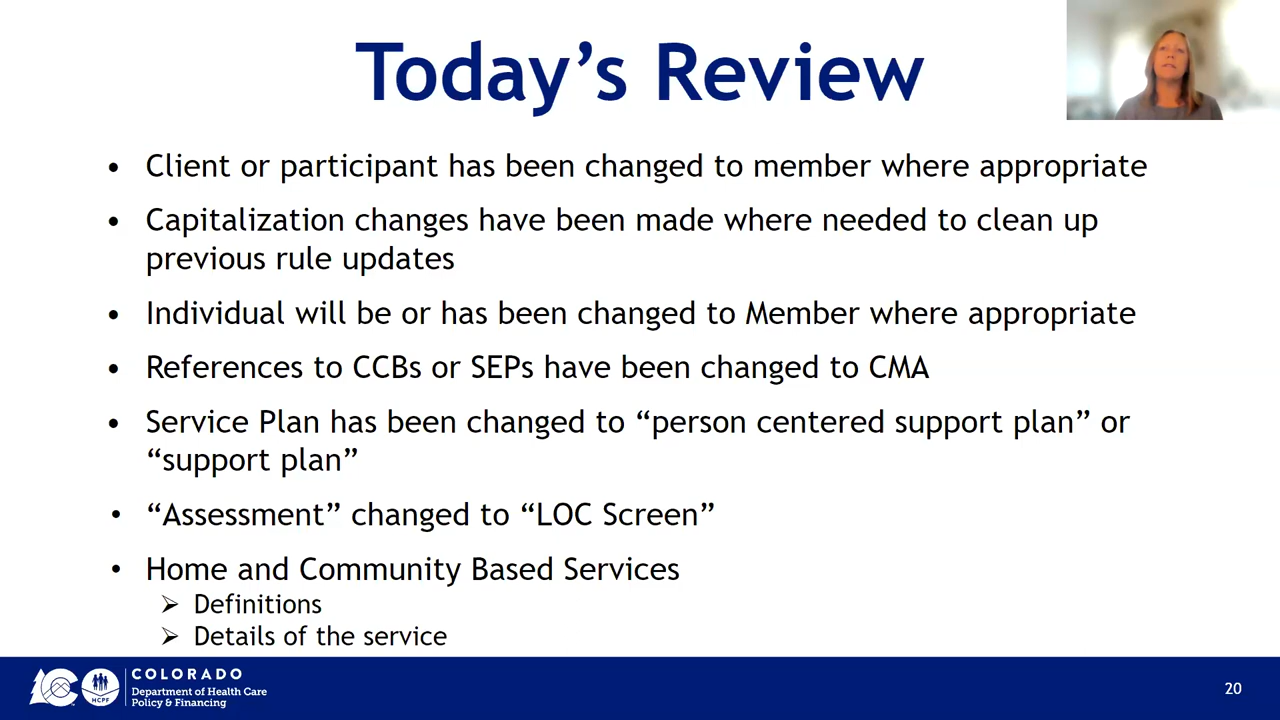 Today’s Review
• Client or participant has been changed to member where appropriate
• Capitalization changes have been made where needed to clean up
previous rule updates
• Individual will be or has been changed to Member where appropriate
• References to CCBs or SEPs have been changed to CMA
• Service Plan has been changed to “person centered support plan” or
“support plan”
• “Assessment” changed to “LOC Screen”
• Home and Community Based Services
➢ Definitions
➢ Details of the service
HCPF
COLORADO
Department of Health Care
Policy & Financing
20